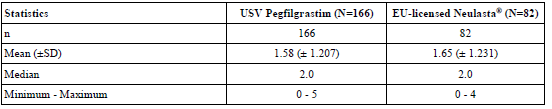 Statistics USV Pegfilgrastim (N=166) EU-licensed Neulasta® (N=82)
n 166 82
Mean (±SD) 1.58 (± 1.207) 1.65 (± 1.231)
Median 2.0 2.0
Minimum - Maximum 0 - 5 0 - 4